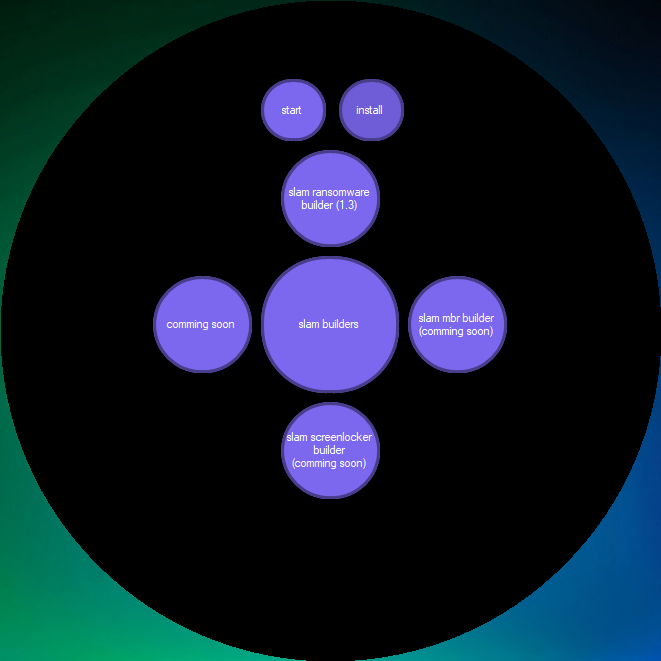 start
install
slam ransomware
builder (1.3)
comming soon
slam builders
slam mbr builder
(comming soon)
slam screenlocker
builder
(comming soon)